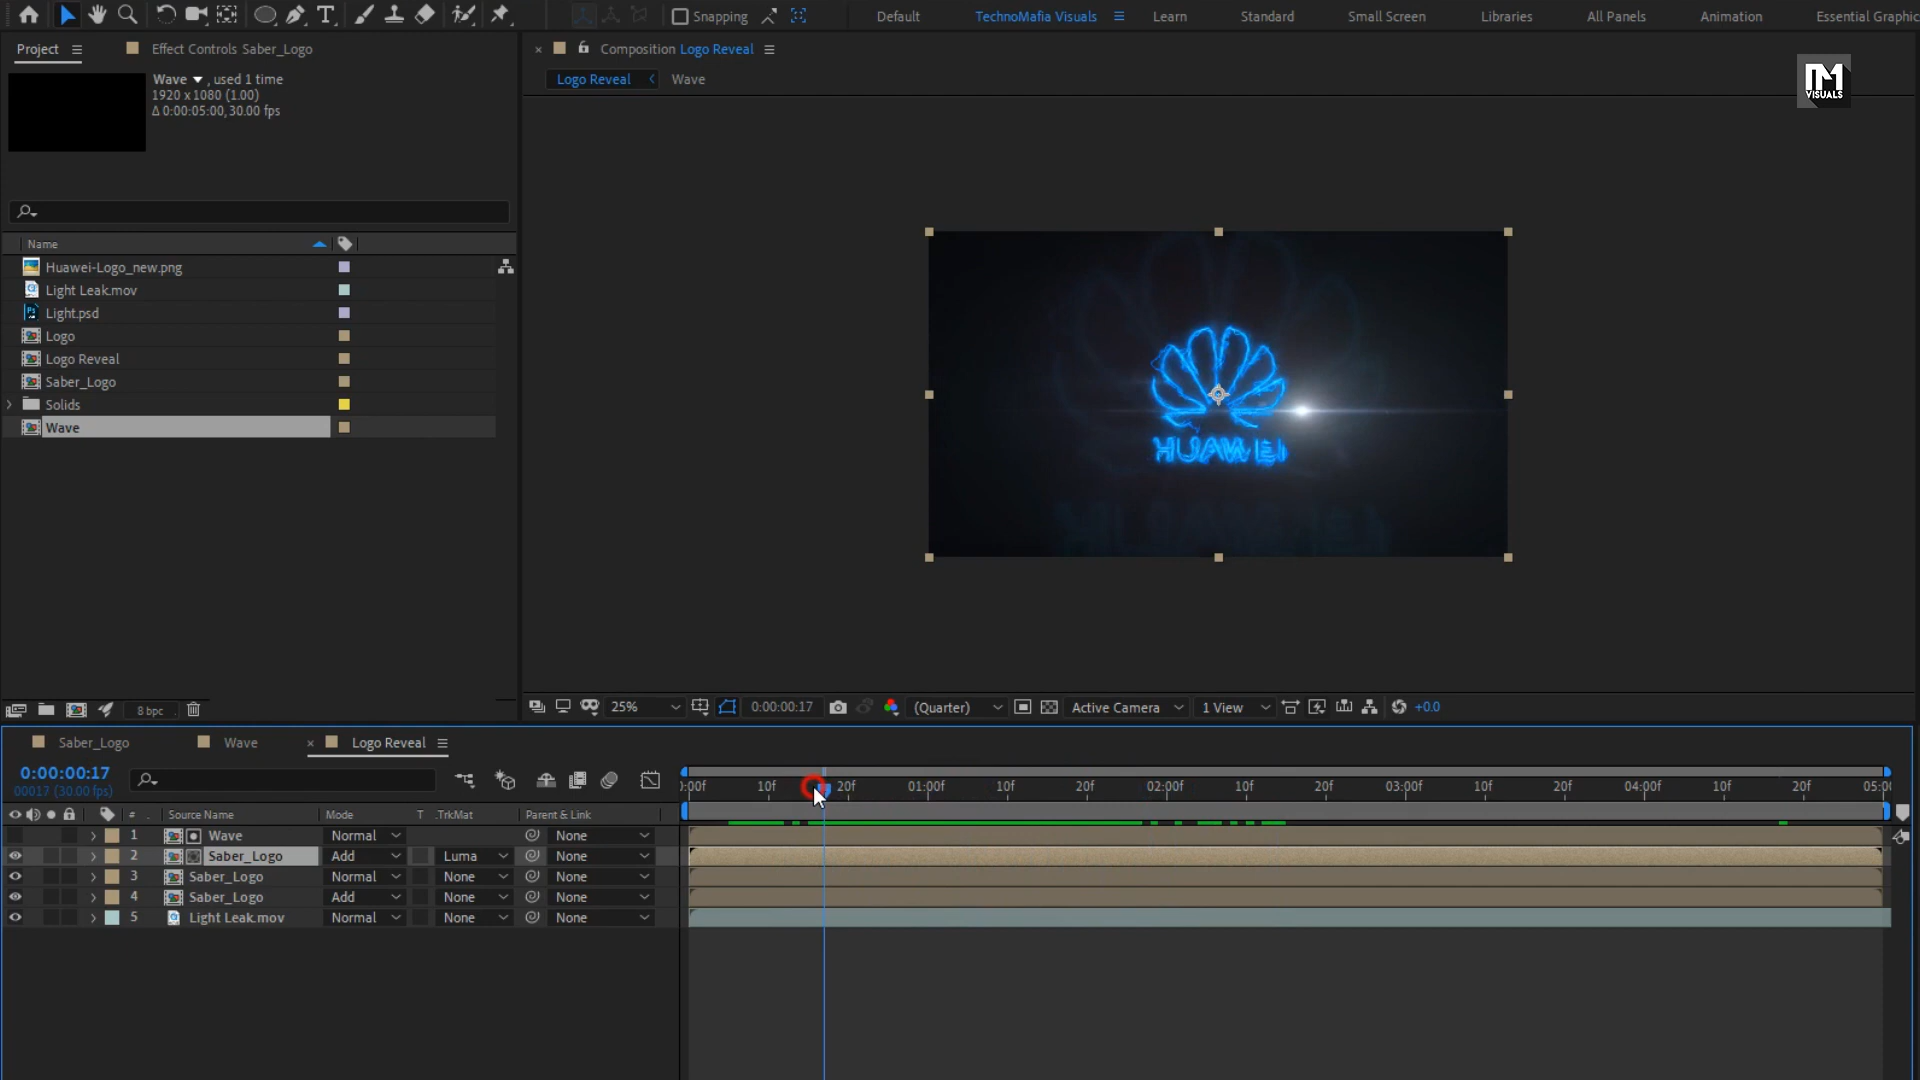 Snapping
Default
TechnoMafia Visuals
Learn
Standard
Small Screen
Libraries
All Panels
Animation
Essential Graphic
Project
Effect Controls Saber_Logo
Composition Logo Reveal
Wave , used 1 time
1920 x 1080 (1.00)
Δ 0:00:05:00, 30.00 fps
Logo Reveal
Wave
VISUALS
Name
Huawei-Logo_new.png
Light Leak.mov
Light.psd
Logo
Logo Reveal
Saber_Logo
Solids
Wave
HUAWEI
8 bpc
25%
0:00:00:17
(Quarter)
Active Camera
1 View
+0.0
Saber_Logo
Wave
Logo Reveal
0:00:00:17
00017 (30.00 fps)
):00f 10f 20f 01:00f 10f 20f 02:00f 10f 20f 03:00f 10f 20f 04:00f 10f 20f 05:00
# Source Name Mode T .TrkMat Parent & Link
1 Wave Normal None
2 Saber_Logo Add Luma None
3 Saber_Logo Normal None None
4 Saber_Logo Add None None
5 Light Leak.mov Normal None None